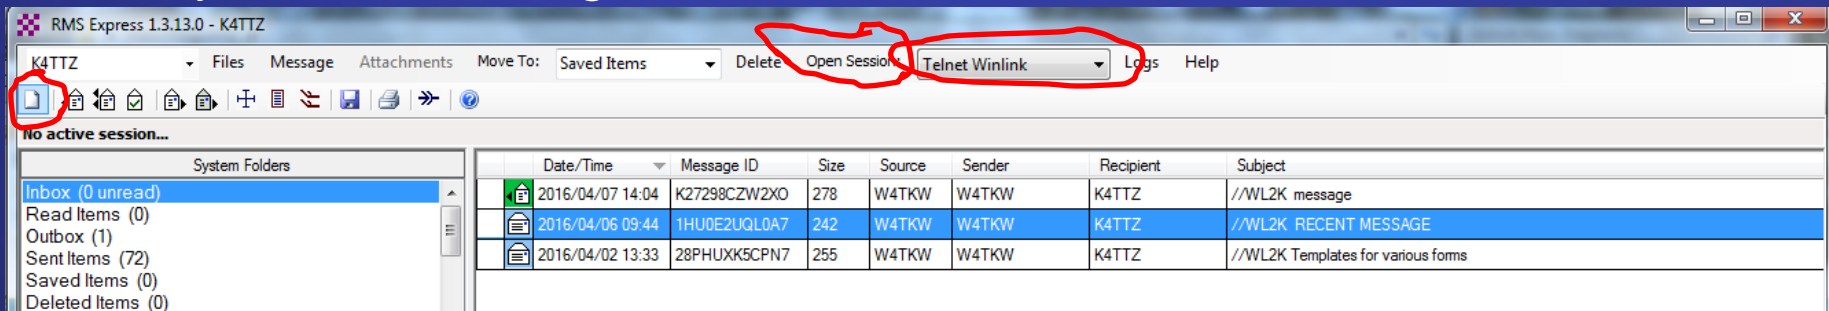 RMS Express 1.3.13.0 - K4TTZ
K4TTZ Files Message Attachments Move To: Saved Items Delete Open Session: Telnet Winlink Logs Help
No active session...
System Folders
Inbox (0 unread)
Read Items (0)
Outbox (1)
Sent Items (72)
Saved Items (0)
Deleted Items (0)
Date/Time Message ID Size Source Sender Recipient Subject
2016/04/07 14:04 K27298CZW2XO 278 W4TKW W4TKW K4TTZ //WL2K message
2016/04/06 09:44 1HU0E2UQL0A7 242 W4TKW W4TKW K4TTZ //WL2K RECENT MESSAGE
2016/04/02 13:33 28PHUXK5CPN7 255 W4TKW W4TKW K4TTZ //WL2K Templates for various forms